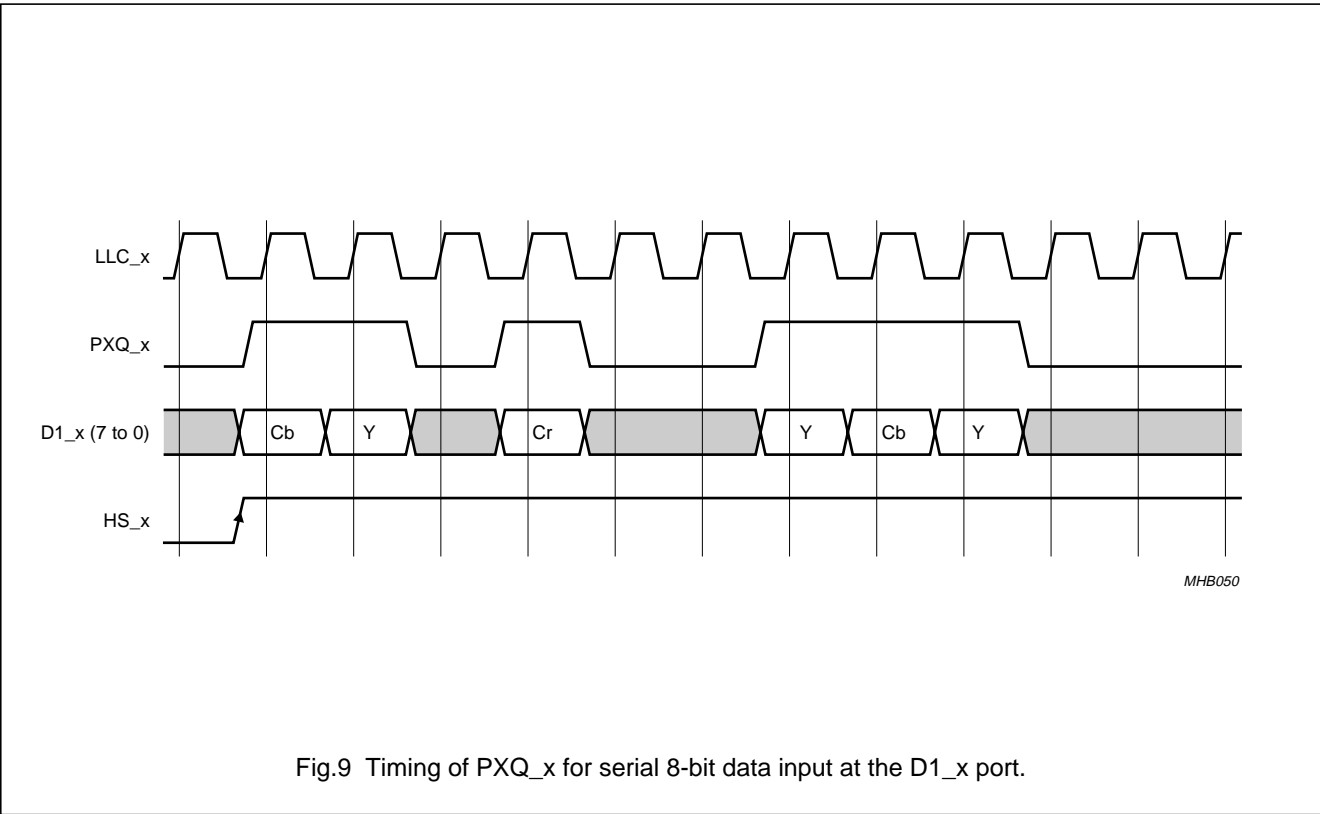 LLC_x
PXQ_x
D1_x (7 to 0) Cb Y Cr Y Cb Y
HS_x
MHB050
Fig.9 Timing of PXQ_x for serial 8-bit data input at the D1_x port.